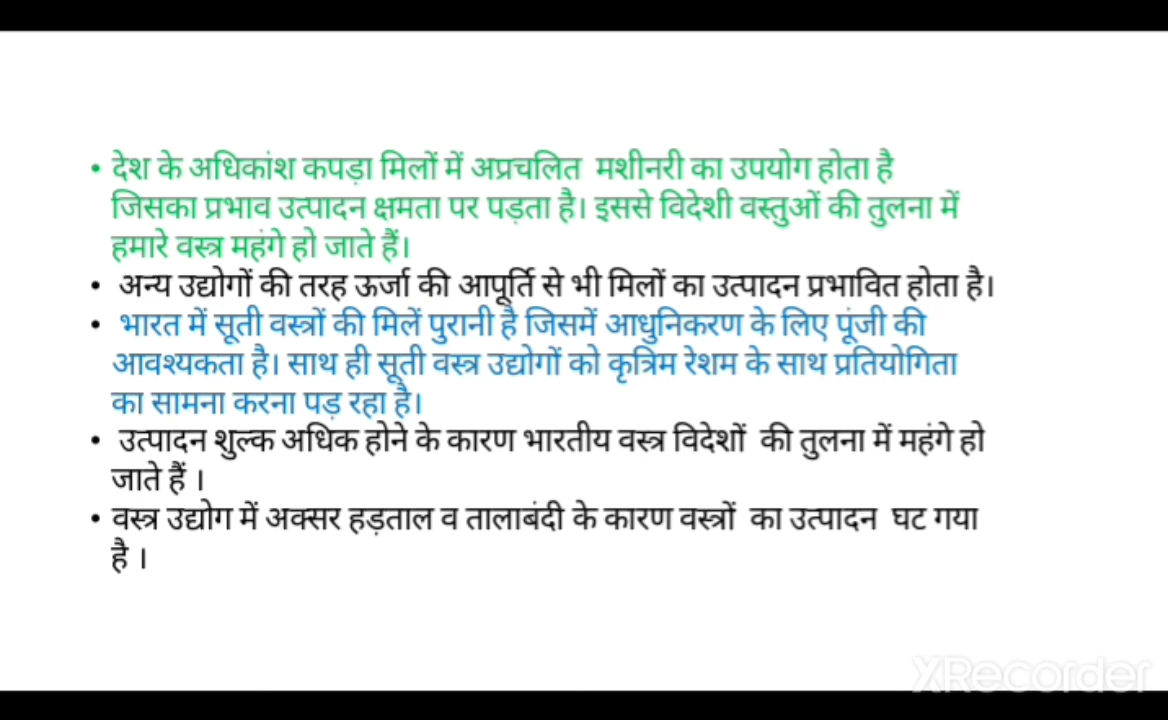 • देश के अधिकांश कपड़ा मिलों में अप्रचलित मशीनरी का उपयोग होता है
जिसका प्रभाव उत्पादन क्षमता पर पड़ता है। इससे विदेशी वस्तुओं की तुलना में
हमारे वस्त्र महंगे हो जाते हैं।
• अन्य उद्योगों की तरह ऊर्जा की आपूर्ति से भी मिलों का उत्पादन प्रभावित होता है।
• भारत में सूती वस्त्रों की मिलें पुरानी है जिसमें आधुनिकरण के लिए पूंजी की
आवश्यकता है। साथ ही सूती वस्त्र उद्योगों को कृत्रिम रेशम के साथ प्रतियोगिता
का सामना करना पड़ रहा है।
• उत्पादन शुल्क अधिक होने के कारण भारतीय वस्त्र विदेशों की तुलना में महंगे हो
जाते हैं ।
• वस्त्र उद्योग में अक्सर हड़ताल व तालाबंदी के कारण वस्त्रों का उत्पादन घट गया
है ।
XRecorder